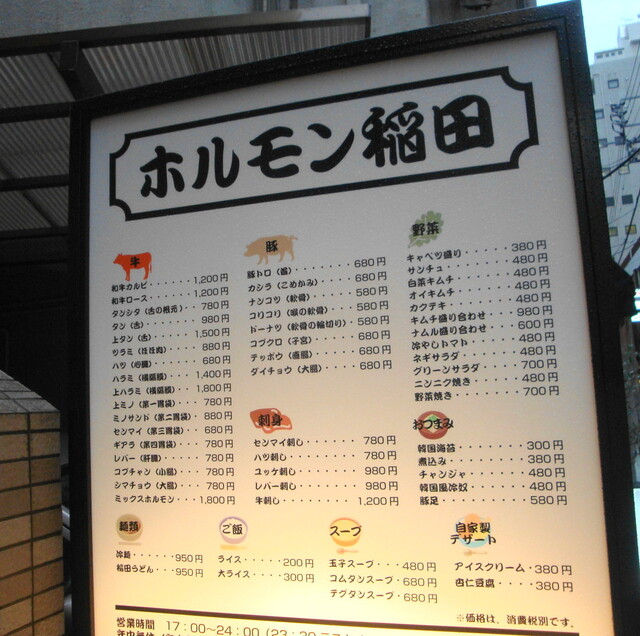 ホルモン稲田
牛
和牛カルビ・・・・・・1,200円
和牛ロース・・・・・・1,200円
タンシタ（舌の根元）・・・・780円
タン（舌）・・・・・・980円
上タン（舌）・・・・・1,500円
ツラミ（ほほ肉）・・・・880円
ハツ（心臓）・・・・・680円
ハラミ（横隔膜）・・・・1,400円
上ハラミ（横隔膜）・・・1,800円
上ミノ（第一胃袋）・・・780円
ミノサンド（第二胃袋）・・880円
センマイ（第三胃袋）・・・680円
ギアラ（第四胃袋）・・・780円
レバー（肝臓）・・・・780円
コプチャン（小腸）・・・780円
シマチョウ（大腸）・・・780円
ミックスホルモン・・・・1,800円
豚
豚トロ（首）・・・・・・680円
カシラ（こめかみ）・・・・680円
ナンコツ（軟骨）・・・・580円
コリコリ（喉の軟骨）・・・580円
ドーナツ（軟骨の輪切り）・・580円
コブクロ（子宮）・・・・680円
テッポウ（直腸）・・・・680円
ダイチョウ（大腸）・・・680円
刺身
センマイ刺し・・・・・780円
ハツ刺し・・・・・・780円
ユッケ刺し・・・・・980円
レバー刺し・・・・・980円
牛刺し・・・・・・1,200円
野菜
キャベツ盛り・・・・・・380円
サンチュ・・・・・・480円
白菜キムチ・・・・・480円
オイキムチ・・・・・480円
カクテキ・・・・・・480円
キムチ盛り合わせ・・・・980円
ナムル盛り合わせ・・・・600円
冷やしトマト・・・・・480円
ネギサラダ・・・・・480円
グリーンサラダ・・・・700円
ニンニク焼き・・・・・480円
野菜焼き・・・・・・700円
おつまみ
韓国海苔・・・・・・300円
煮込み・・・・・・・380円
チャンジャ・・・・・480円
韓国風冷奴・・・・・480円
豚足・・・・・・・・580円
麺類
冷麺・・・・・・950円
稲田うどん・・・950円
ご飯
ライス・・・・・200円
大ライス・・・・300円
スープ
玉子スープ・・・480円
コムタンスープ・680円
テグタンスープ・680円
自家製
デザート
アイスクリーム・380円
杏仁豆腐・・・・380円
※価格は、消費税別です。
営業時間 17：00〜24：00（23：30